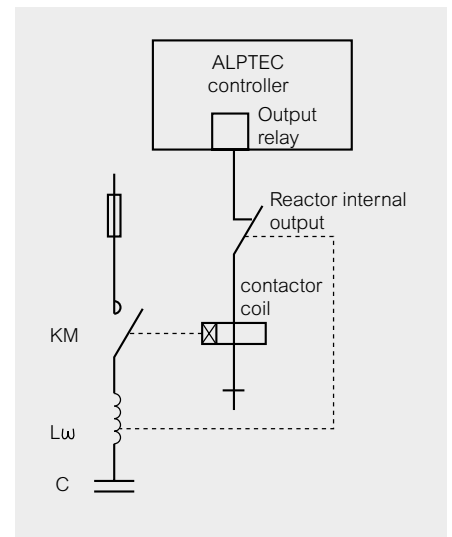 ALPTEC
controller
Output
relay
Reactor internal
output
contactor
coil
KM
Lω
C